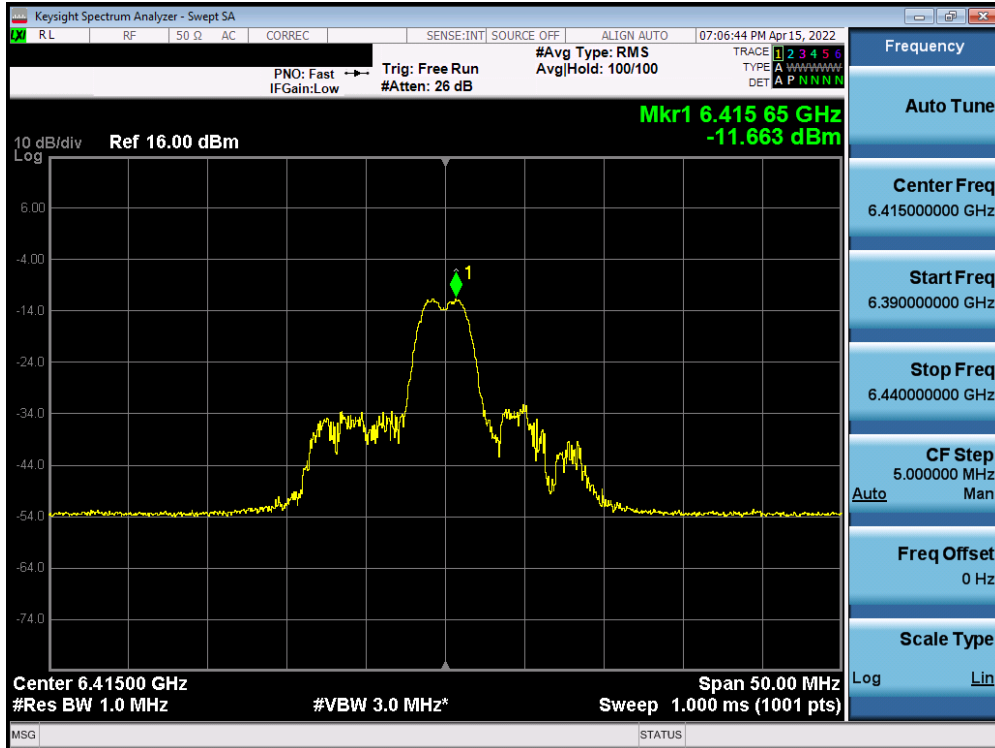 Keysight Spectrum Analyzer - Swept SA
LXI RL RF 50 Ω AC CORREC SENSE:INT SOURCE OFF ALIGN AUTO 07:06:44 PM Apr 15, 2022
#Avg Type: RMS TRACE 1 2 3 4 5 6
PNO: Fast Trig: Free Run Avg|Hold: 100/100 TYPE A WWWWW
IFGain:Low #Atten: 26 dB DET A P N N N N
Mkr1 6.415 65 GHz
-11.663 dBm
10 dB/div Ref 16.00 dBm
Log
1
6.00
-4.00
-14.0
-24.0
-34.0
-44.0
-54.0
-64.0
-74.0
Center 6.41500 GHz Span 50.00 MHz
#Res BW 1.0 MHz #VBW 3.0 MHz* Sweep 1.000 ms (1001 pts)
MSG STATUS
Frequency
Auto Tune
Center Freq
6.415000000 GHz
Start Freq
6.390000000 GHz
Stop Freq
6.440000000 GHz
CF Step
5.000000 MHz
Auto Man
Freq Offset
0 Hz
Scale Type
Log Lin